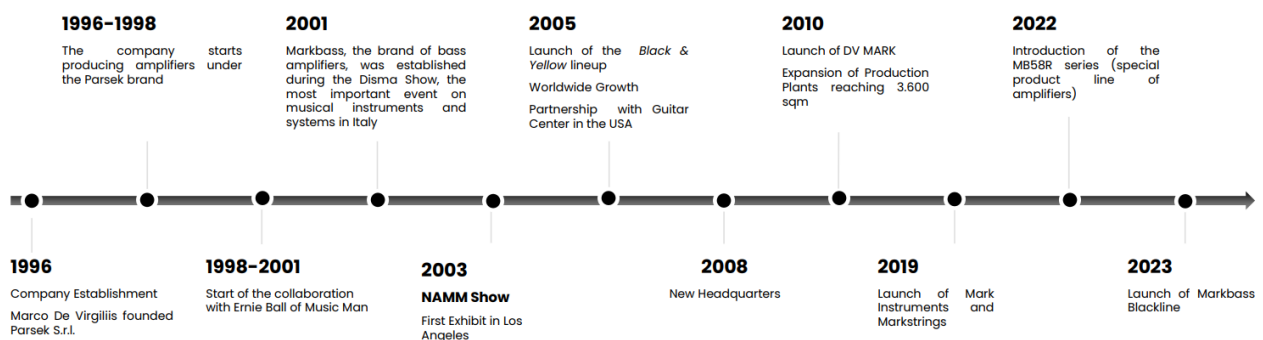 1996-1998
The company starts
producing amplifiers under
the Parsek brand
2001
Markbass, the brand of bass
amplifiers, was established
during the Disma Show, the
most important event on
musical instruments and
systems in Italy
2005
Launch of the Black &
Yellow lineup
Worldwide Growth
Partnership with Guitar
Center in the USA
2010
Launch of DV MARK
Expansion of Production
Plants reaching 3.600
sqm
2022
Introduction of the
MB58R series (special
product line of
amplifiers)
1996
Company Establishment
Marco De Virgiliis founded
Parsek S.r.l.
1998-2001
Start of the collaboration
with Ernie Ball of Music Man
2003
NAMM Show
First Exhibit in Los
Angeles
2008
New Headquarters
2019
Launch of Mark
Instruments and
Markstrings
2023
Launch of Markbass
Blackline